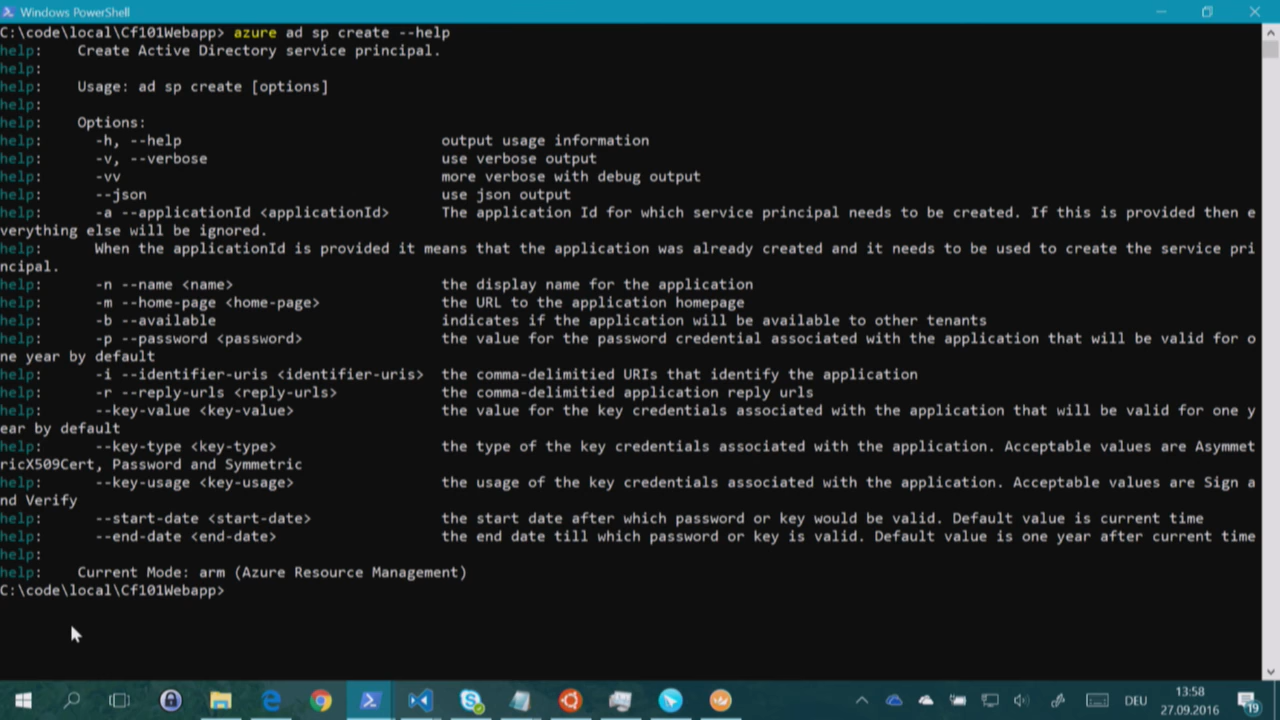 Windows PowerShell
C:\code\local\Cf101Webapp> azure ad sp create --help
help:    Create Active Directory service principal.
help:
help:    Usage: ad sp create [options]
help:
help:    Options:
help:      -h, --help                              output usage information
help:      -v, --verbose                           use verbose output
help:      -vv                                     more verbose with debug output
help:      --json                                  use json output
help:      -a --applicationId <applicationId>      The application Id for which service principal needs to be created. If this is provided then e
verything else will be ignored.
help:      When the applicationId is provided it means that the application was already created and it needs to be used to create the service pri
ncipal.
help:      -n --name <name>                        the display name for the application
help:      -m --home-page <home-page>              the URL to the application homepage
help:      -b --available                          indicates if the application will be available to other tenants
help:      -p --password <password>                the value for the password credential associated with the application that will be valid for o
ne year by default
help:      -i --identifier-uris <identifier-uris>  the comma-delimitied URIs that identify the application
help:      -r --reply-urls <reply-urls>            the comma-delimitied application reply urls
help:      --key-value <key-value>                 the value for the key credentials associated with the application that will be valid for one y
ear by default
help:      --key-type <key-type>                   the type of the key credentials associated with the application. Acceptable values are Asymmet
ricX509Cert, Password and Symmetric
help:      --key-usage <key-usage>                 the usage of the key credentials associated with the application. Acceptable values are Sign a
nd Verify
help:      --start-date <start-date>               the start date after which password or key would be valid. Default value is current time
help:      --end-date <end-date>                   the end date till which password or key is valid. Default value is one year after current time
help:
help:    Current Mode: arm (Azure Resource Management)
C:\code\local\Cf101Webapp>
DEU
13:58
27.09.2016
19